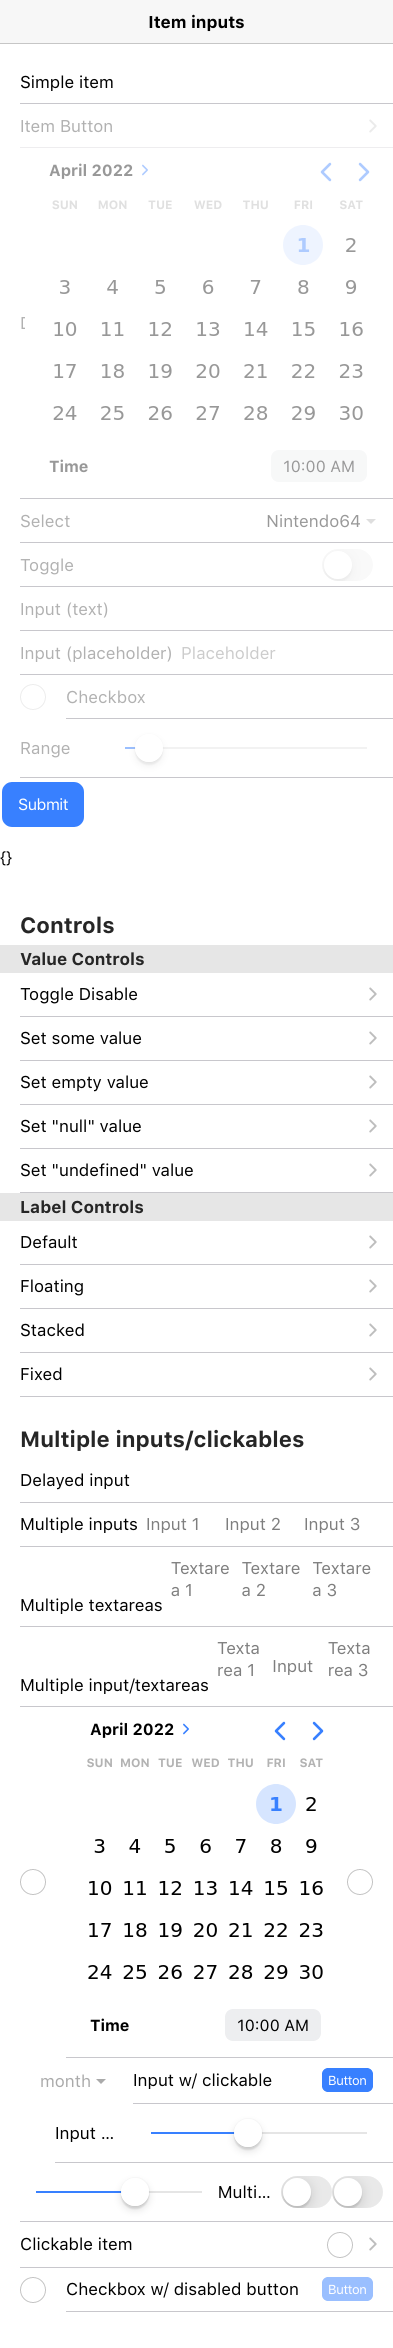 Item inputs
Simple item
Item Button
April 2022
SUN MON TUE WED THU FRI SAT
1 2
3 4 5 6 7 8 9
10 11 12 13 14 15 16
17 18 19 20 21 22 23
24 25 26 27 28 29 30
Time 10:00 AM
Select Nintendo64
Toggle
Input (text)
Input (placeholder) Placeholder
Checkbox
Range
Submit
{}
Controls
Value Controls
Toggle Disable
Set some value
Set empty value
Set "null" value
Set "undefined" value
Label Controls
Default
Floating
Stacked
Fixed
Multiple inputs/clickables
Delayed input
Multiple inputs Input 1 Input 2 Input 3
Textare Textare Textare
a 1 a 2 a 3
Multiple textareas
Texta Texta
rea 1 Input rea 3
Multiple input/textareas
April 2022
SUN MON TUE WED THU FRI SAT
1 2
3 4 5 6 7 8 9
10 11 12 13 14 15 16
17 18 19 20 21 22 23
24 25 26 27 28 29 30
Time 10:00 AM
month Input w/ clickable Button
Input ...
Multi...
Clickable item
Checkbox w/ disabled button Button